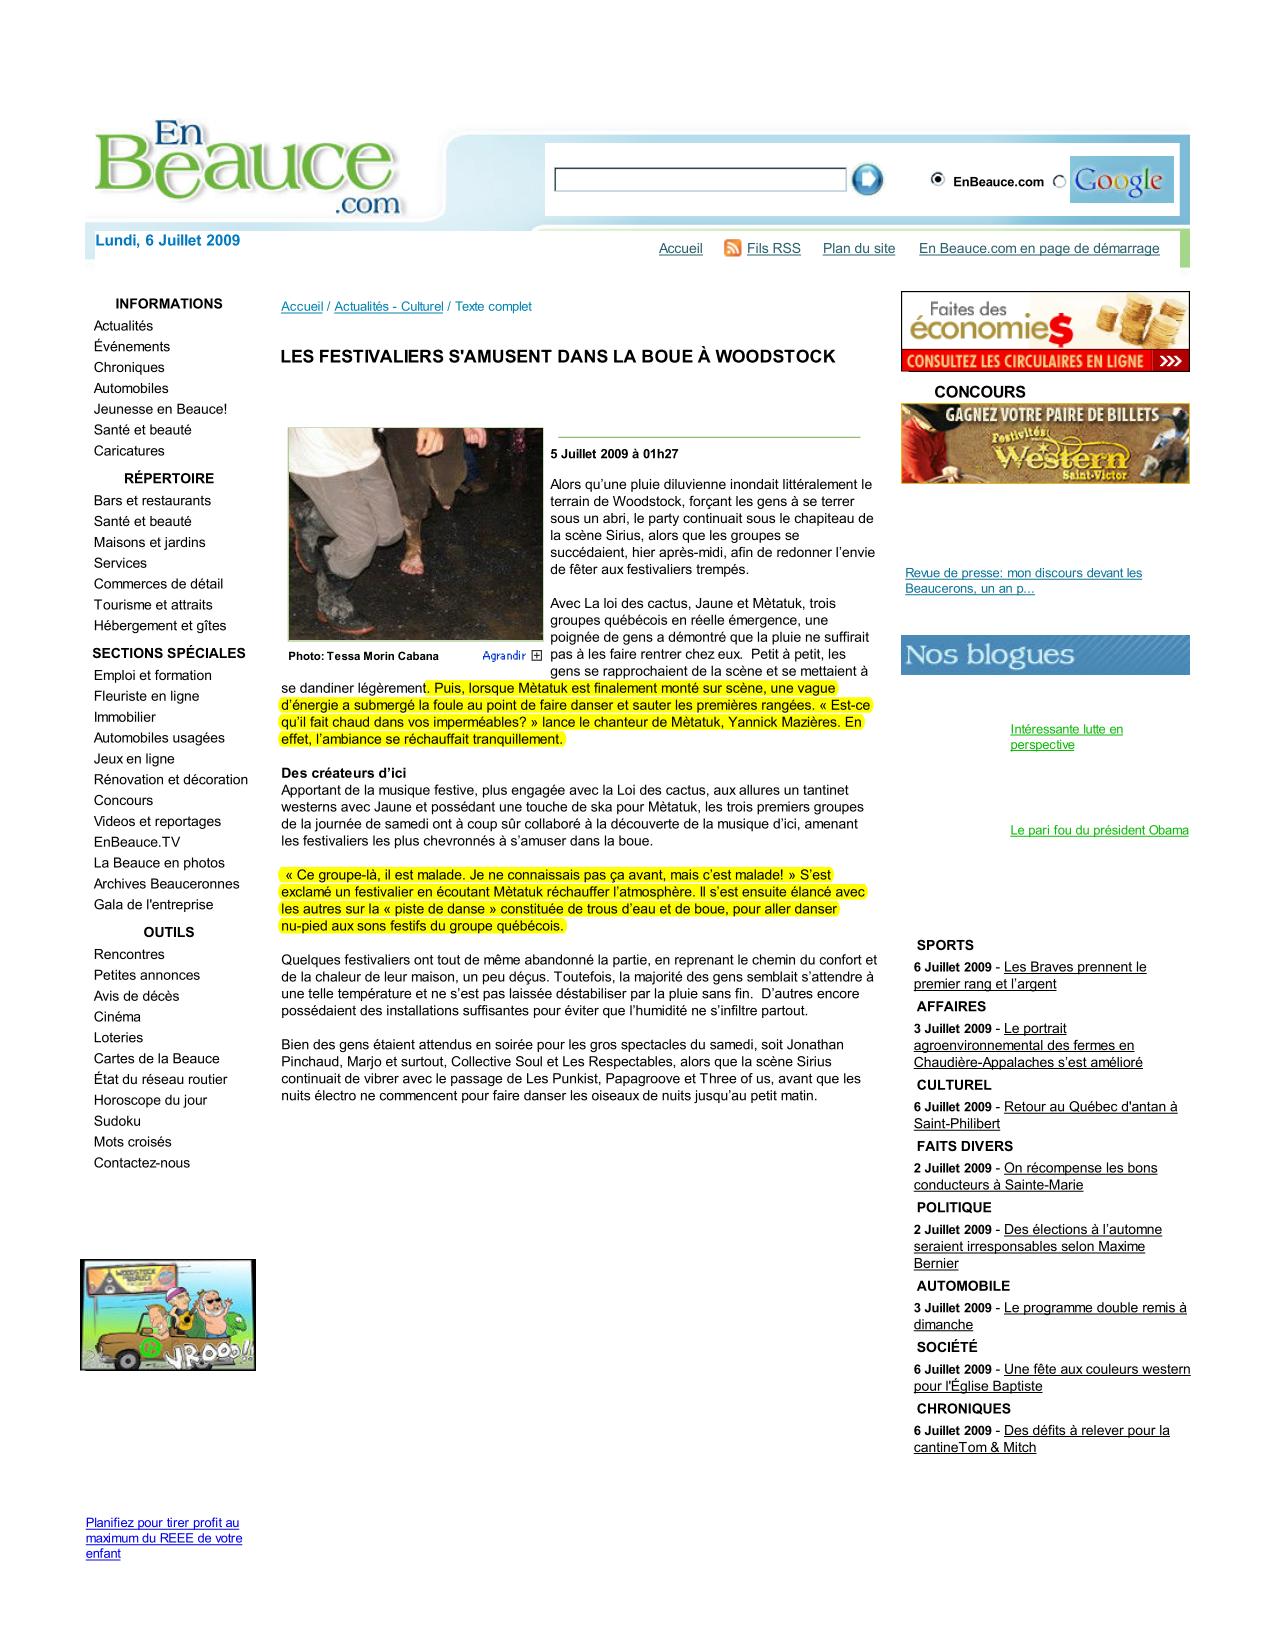 En
Beauce
.com
EnBeauce.com
Google
Lundi, 6 Juillet 2009
Accueil
Fils RSS
Plan du site
En Beauce.com en page de démarrage
INFORMATIONS
Actualités
Événements
Chroniques
Automobiles
Jeunesse en Beauce!
Santé et beauté
Caricatures
RÉPERTOIRE
Bars et restaurants
Santé et beauté
Maisons et jardins
Services
Commerces de détail
Tourisme et attraits
Hébergement et gîtes
SECTIONS SPÉCIALES
Emploi et formation
Fleuriste en ligne
Immobilier
Automobiles usagées
Jeux en ligne
Rénovation et décoration
Concours
Videos et reportages
EnBeauce.TV
La Beauce en photos
Archives Beauceronnes
Gala de l'entreprise
OUTILS
Rencontres
Petites annonces
Avis de décès
Cinéma
Loteries
Cartes de la Beauce
État du réseau routier
Horoscope du jour
Sudoku
Mots croisés
Contactez-nous
WOODSTOCK
VROOO!!
Planifiez pour tirer profit au
maximum du REEE de votre
enfant
Accueil / Actualités - Culturel / Texte complet
LES FESTIVALIERS S'AMUSENT DANS LA BOUE À WOODSTOCK
Photo: Tessa Morin Cabana
Agrandir
5 Juillet 2009 à 01h27
Alors qu’une pluie diluvienne inondait littéralement le
terrain de Woodstock, forçant les gens à se terrer
sous un abri, le party continuait sous le chapiteau de
la scène Sirius, alors que les groupes se
succédaient, hier après-midi, afin de redonner l’envie
de fêter aux festivaliers trempés.
Avec La loi des cactus, Jaune et Mètatuk, trois
groupes québécois en réelle émergence, une
poignée de gens a démontré que la pluie ne suffirait
pas à les faire rentrer chez eux.  Petit à petit, les
gens se rapprochaient de la scène et se mettaient à
se dandiner légèrement. Puis, lorsque Mètatuk est finalement monté sur scène, une vague
d’énergie a submergé la foule au point de faire danser et sauter les premières rangées. « Est-ce
qu’il fait chaud dans vos imperméables? » lance le chanteur de Mètatuk, Yannick Mazières. En
effet, l’ambiance se réchauffait tranquillement.
Des créateurs d’ici
Apportant de la musique festive, plus engagée avec la Loi des cactus, aux allures un tantinet
westerns avec Jaune et possédant une touche de ska pour Mètatuk, les trois premiers groupes
de la journée de samedi ont à coup sûr collaboré à la découverte de la musique d’ici, amenant
les festivaliers les plus chevronnés à s’amuser dans la boue.
« Ce groupe-là, il est malade. Je ne connaissais pas ça avant, mais c’est malade! » S’est
exclamé un festivalier en écoutant Mètatuk réchauffer l’atmosphère. Il s’est ensuite élancé avec
les autres sur la « piste de danse » constituée de trous d’eau et de boue, pour aller danser
nu-pied aux sons festifs du groupe québécois.
Quelques festivaliers ont tout de même abandonné la partie, en reprenant le chemin du confort et
de la chaleur de leur maison, un peu déçus. Toutefois, la majorité des gens semblait s’attendre à
une telle température et ne s’est pas laissée déstabiliser par la pluie sans fin.  D’autres encore
possédaient des installations suffisantes pour éviter que l’humidité ne s’infiltre partout.
Bien des gens étaient attendus en soirée pour les gros spectacles du samedi, soit Jonathan
Pinchaud, Marjo et surtout, Collective Soul et Les Respectables, alors que la scène Sirius
continuait de vibrer avec le passage de Les Punkist, Papagroove et Three of us, avant que les
nuits électro ne commencent pour faire danser les oiseaux de nuits jusqu’au petit matin.
Faites des
économie$
CONSULTEZ LES CIRCULAIRES EN LIGNE >>>
CONCOURS
GAGNEZ VOTRE PAIRE DE BILLETS
Festivités
Western
Saint-Victor
Revue de presse: mon discours devant les
Beaucerons, un an p...
Nos blogues
Intéressante lutte en
perspective
Le pari fou du président Obama
SPORTS
6 Juillet 2009 - Les Braves prennent le
premier rang et l’argent
AFFAIRES
3 Juillet 2009 - Le portrait
agroenvironnemental des fermes en
Chaudière-Appalaches s’est amélioré
CULTUREL
6 Juillet 2009 - Retour au Québec d'antan à
Saint-Philibert
FAITS DIVERS
2 Juillet 2009 - On récompense les bons
conducteurs à Sainte-Marie
POLITIQUE
2 Juillet 2009 - Des élections à l’automne
seraient irresponsables selon Maxime
Bernier
AUTOMOBILE
3 Juillet 2009 - Le programme double remis à
dimanche
SOCIÉTÉ
6 Juillet 2009 - Une fête aux couleurs western
pour l'Église Baptiste
CHRONIQUES
6 Juillet 2009 - Des défits à relever pour la
cantineTom & Mitch